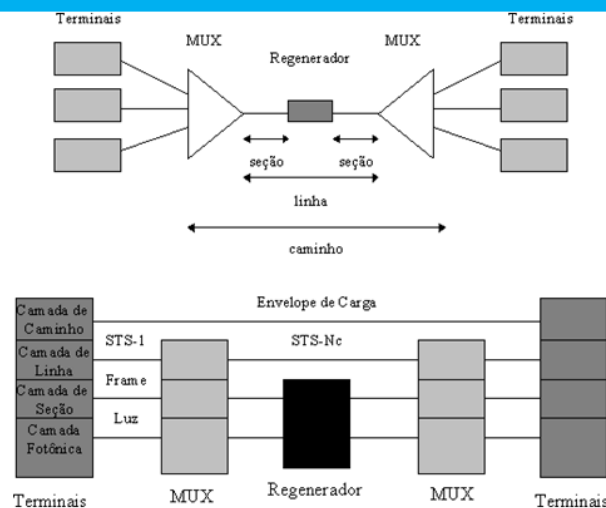 Terminais
Terminais
MUX
MUX
Regenerador
seção
seção
linha
caminho
Envelope de Carga
Camada de
Caminho
STS-1
STS-Nc
Camada de
Linha
Frame
Camada de
Seção
Luz
Camada
Fotônica
Terminais
MUX
Regenerador
MUX
Terminais